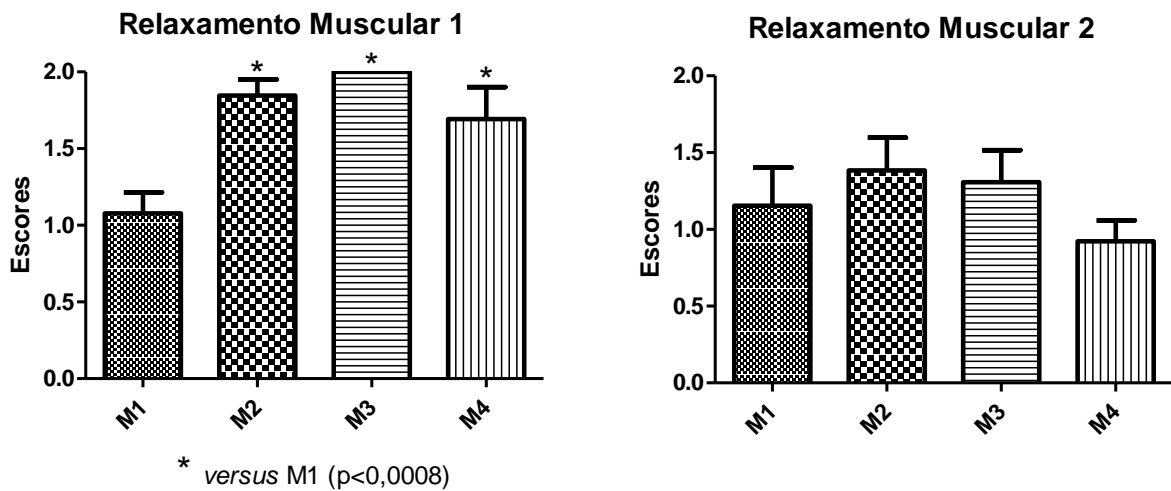 Relaxamento Muscular 1
2.0
1.5
1.0
0.5
0.0
Escores
*
*
*
M1
M2
M3
M4
* versus M1 (p<0,0008)
Relaxamento Muscular 2
2.0
1.5
1.0
0.5
0.0
Escores
M1
M2
M3
M4